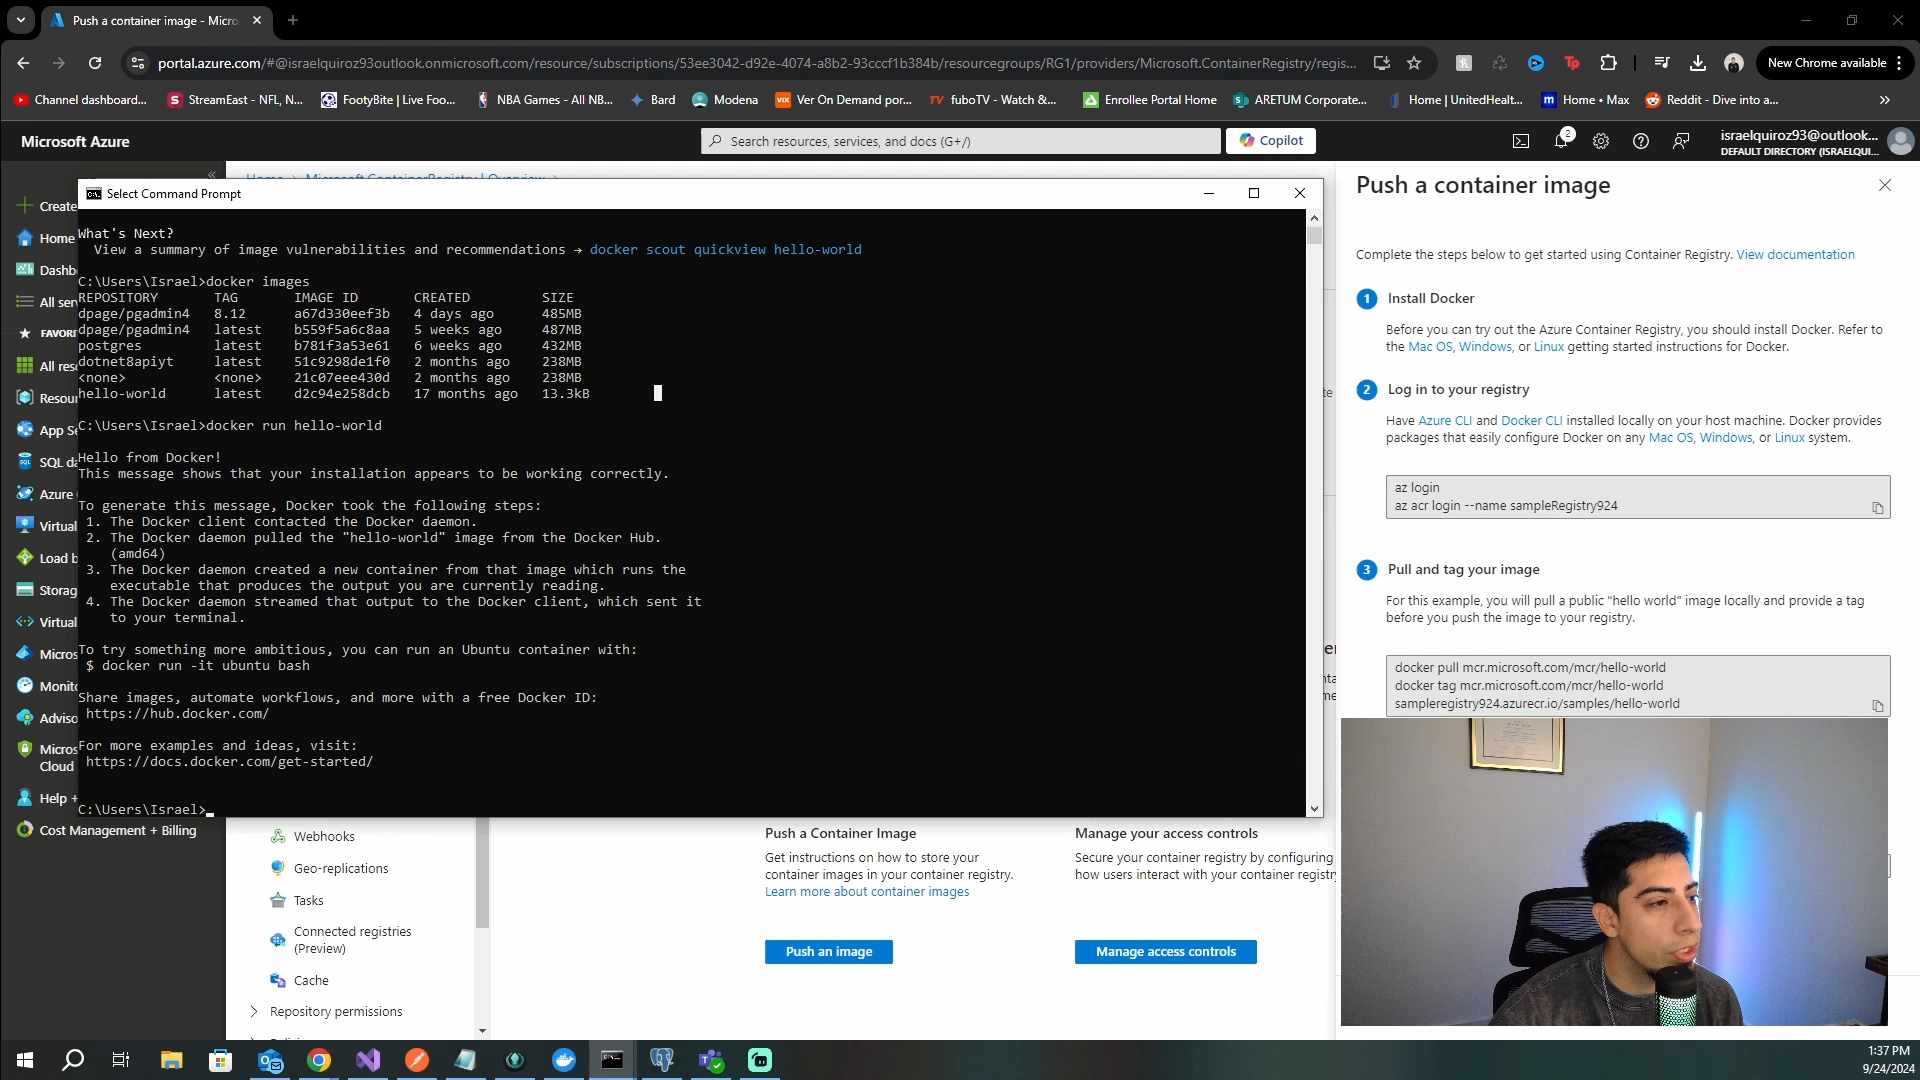 Push a container image - Micro
portal.azure.com/#@israelquiroz93outlook.onmicrosoft.com/resource/subscriptions/53ee3042-d92e-4074-a8b2-93cccf1b384b/resourcegroups/RG1/providers/Microsoft.ContainerRegistry/regis...
New Chrome available
Channel dashboard...
StreamEast - NFL, N...
FootyBite | Live Foo...
NBA Games - All NB...
Bard
Modena
Ver On Demand por...
fuboTV - Watch &...
Enrollee Portal Home
ARETUM Corporate...
Home | UnitedHealt...
Home • Max
Reddit - Dive into a...
Microsoft Azure
Search resources, services, and docs (G+/)
Copilot
2
israelquiroz93@outlook...
DEFAULT DIRECTORY (ISRAELQUI...
Create
Home
Dashb
All ser
FAVORI
All res
Resour
App Se
SQL da
Azure
Virtual
Load b
Storag
Virtual
Micros
Monito
Adviso
Micros
Cloud
Help +
Cost Management + Billing
Select Command Prompt
What's Next?
View a summary of image vulnerabilities and recommendations → docker scout quickview hello-world
C:\Users\Israel>docker images
REPOSITORY TAG IMAGE ID CREATED SIZE
dpage/pgadmin4 8.12 a67d330eef3b 4 days ago 485MB
dpage/pgadmin4 latest b559f5a6c8aa 5 weeks ago 487MB
postgres latest b781f3a53e61 6 weeks ago 432MB
dotnet8apiyt latest 51c9298de1f0 2 months ago 238MB
<none> <none> 21c07eee430d 2 months ago 238MB
hello-world latest d2c94e258dcb 17 months ago 13.3kB
C:\Users\Israel>docker run hello-world
Hello from Docker!
This message shows that your installation appears to be working correctly.
To generate this message, Docker took the following steps:
1. The Docker client contacted the Docker daemon.
2. The Docker daemon pulled the "hello-world" image from the Docker Hub.
(amd64)
3. The Docker daemon created a new container from that image which runs the
executable that produces the output you are currently reading.
4. The Docker daemon streamed that output to the Docker client, which sent it
to your terminal.
To try something more ambitious, you can run an Ubuntu container with:
$ docker run -it ubuntu bash
Share images, automate workflows, and more with a free Docker ID:
https://hub.docker.com/
For more examples and ideas, visit:
https://docs.docker.com/get-started/
C:\Users\Israel>
Webhooks
Geo-replications
Tasks
Connected registries
(Preview)
Cache
Repository permissions
Push a Container Image
Get instructions on how to store your
container images in your container registry.
Learn more about container images
Push an image
Manage your access controls
Secure your container registry by configuring
how users interact with your container registr
Manage access controls
Push a container image
Complete the steps below to get started using Container Registry. View documentation
1 Install Docker
Before you can try out the Azure Container Registry, you should install Docker. Refer to
the Mac OS, Windows, or Linux getting started instructions for Docker.
2 Log in to your registry
Have Azure CLI and Docker CLI installed locally on your host machine. Docker provides
packages that easily configure Docker on any Mac OS, Windows, or Linux system.
az login
az acr login --name sampleRegistry924
3 Pull and tag your image
For this example, you will pull a public "hello world" image locally and provide a tag
before you push the image to your registry.
docker pull mcr.microsoft.com/mcr/hello-world
docker tag mcr.microsoft.com/mcr/hello-world
sampleregistry924.azurecr.io/samples/hello-world
1:37 PM
9/24/2024